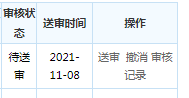 审核状 送审时间 操作
态
待送 2021- 送审 撤消 审核
审 11-08 记录